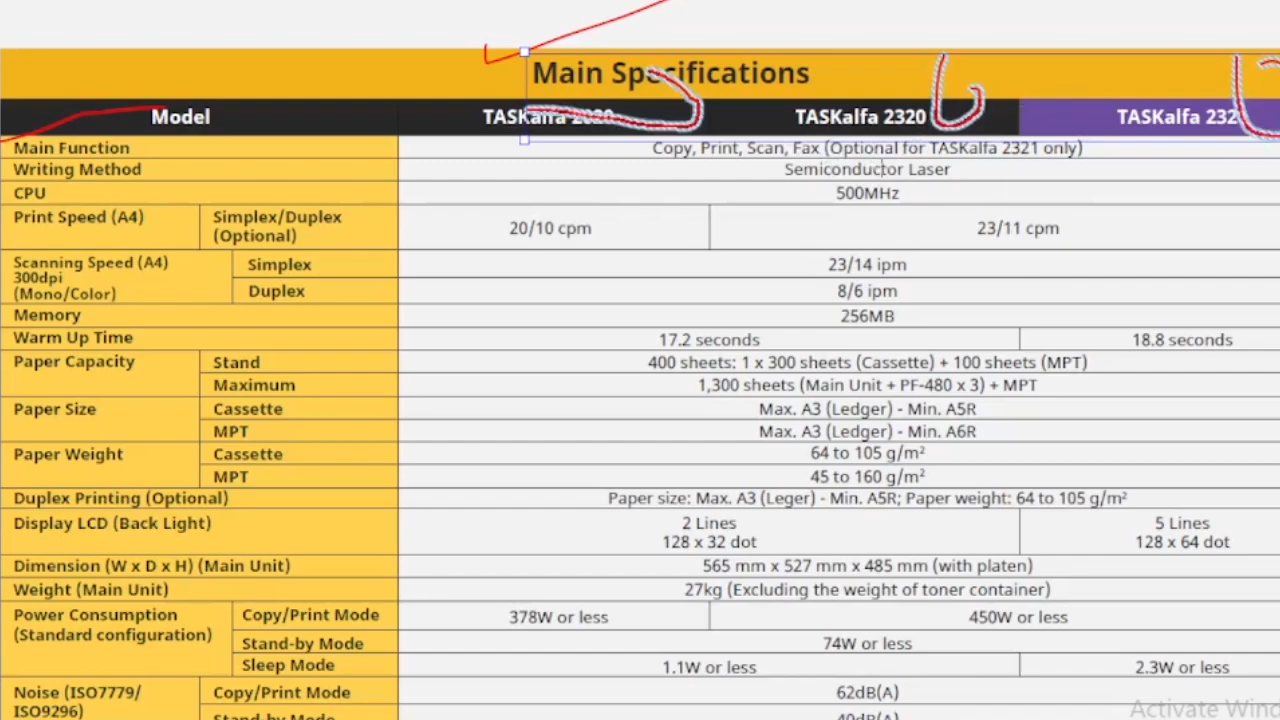 Main Specifications
Model TASKalfa 2020 TASKalfa 2320 TASKalfa 232
Main Function Copy, Print, Scan, Fax (Optional for TASKalfa 2321 only)
Writing Method Semiconductor Laser
CPU 500MHz
Print Speed (A4) Simplex/Duplex (Optional) 20/10 cpm 23/11 cpm
Scanning Speed (A4) 300dpi (Mono/Color) Simplex 23/14 ipm
Duplex 8/6 ipm
Memory 256MB
Warm Up Time 17.2 seconds 18.8 seconds
Paper Capacity Stand 400 sheets: 1 x 300 sheets (Cassette) + 100 sheets (MPT)
Maximum 1,300 sheets (Main Unit + PF-480 x 3) + MPT
Paper Size Cassette Max. A3 (Ledger) - Min. A5R
MPT Max. A3 (Ledger) - Min. A6R
Paper Weight Cassette 64 to 105 g/m²
MPT 45 to 160 g/m²
Duplex Printing (Optional) Paper size: Max. A3 (Leger) - Min. A5R; Paper weight: 64 to 105 g/m²
Display LCD (Back Light) 2 Lines 128 x 32 dot 5 Lines 128 x 64 dot
Dimension (W x D x H) (Main Unit) 565 mm x 527 mm x 485 mm (with platen)
Weight (Main Unit) 27kg (Excluding the weight of toner container)
Power Consumption (Standard configuration) Copy/Print Mode 378W or less 450W or less
Stand-by Mode 74W or less
Sleep Mode 1.1W or less 2.3W or less
Noise (ISO7779/ ISO9296) Copy/Print Mode 62dB(A)
Stand-by Mode 40dB(A)
Activate Wind